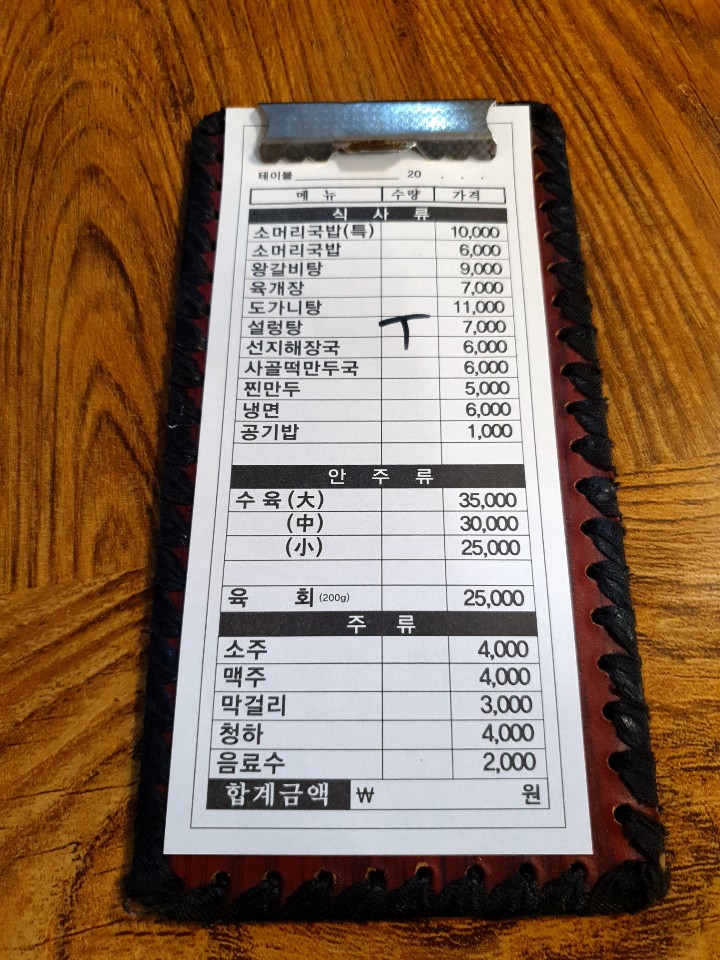 테이블 20 . . .
메 뉴 수량 가격
식 사 류
소머리국밥(특) 10,000
소머리국밥 6,000
왕갈비탕 9,000
육개장 7,000
도가니탕 11,000
설렁탕 T 7,000
선지해장국 6,000
사골떡만두국 6,000
찐만두 5,000
냉면 6,000
공기밥 1,000
안 주 류
수 육 (大) 35,000
(中) 30,000
(小) 25,000
육 회 (200g) 25,000
주 류
소주 4,000
맥주 4,000
막걸리 3,000
청하 4,000
음료수 2,000
합계금액 ₩ 원